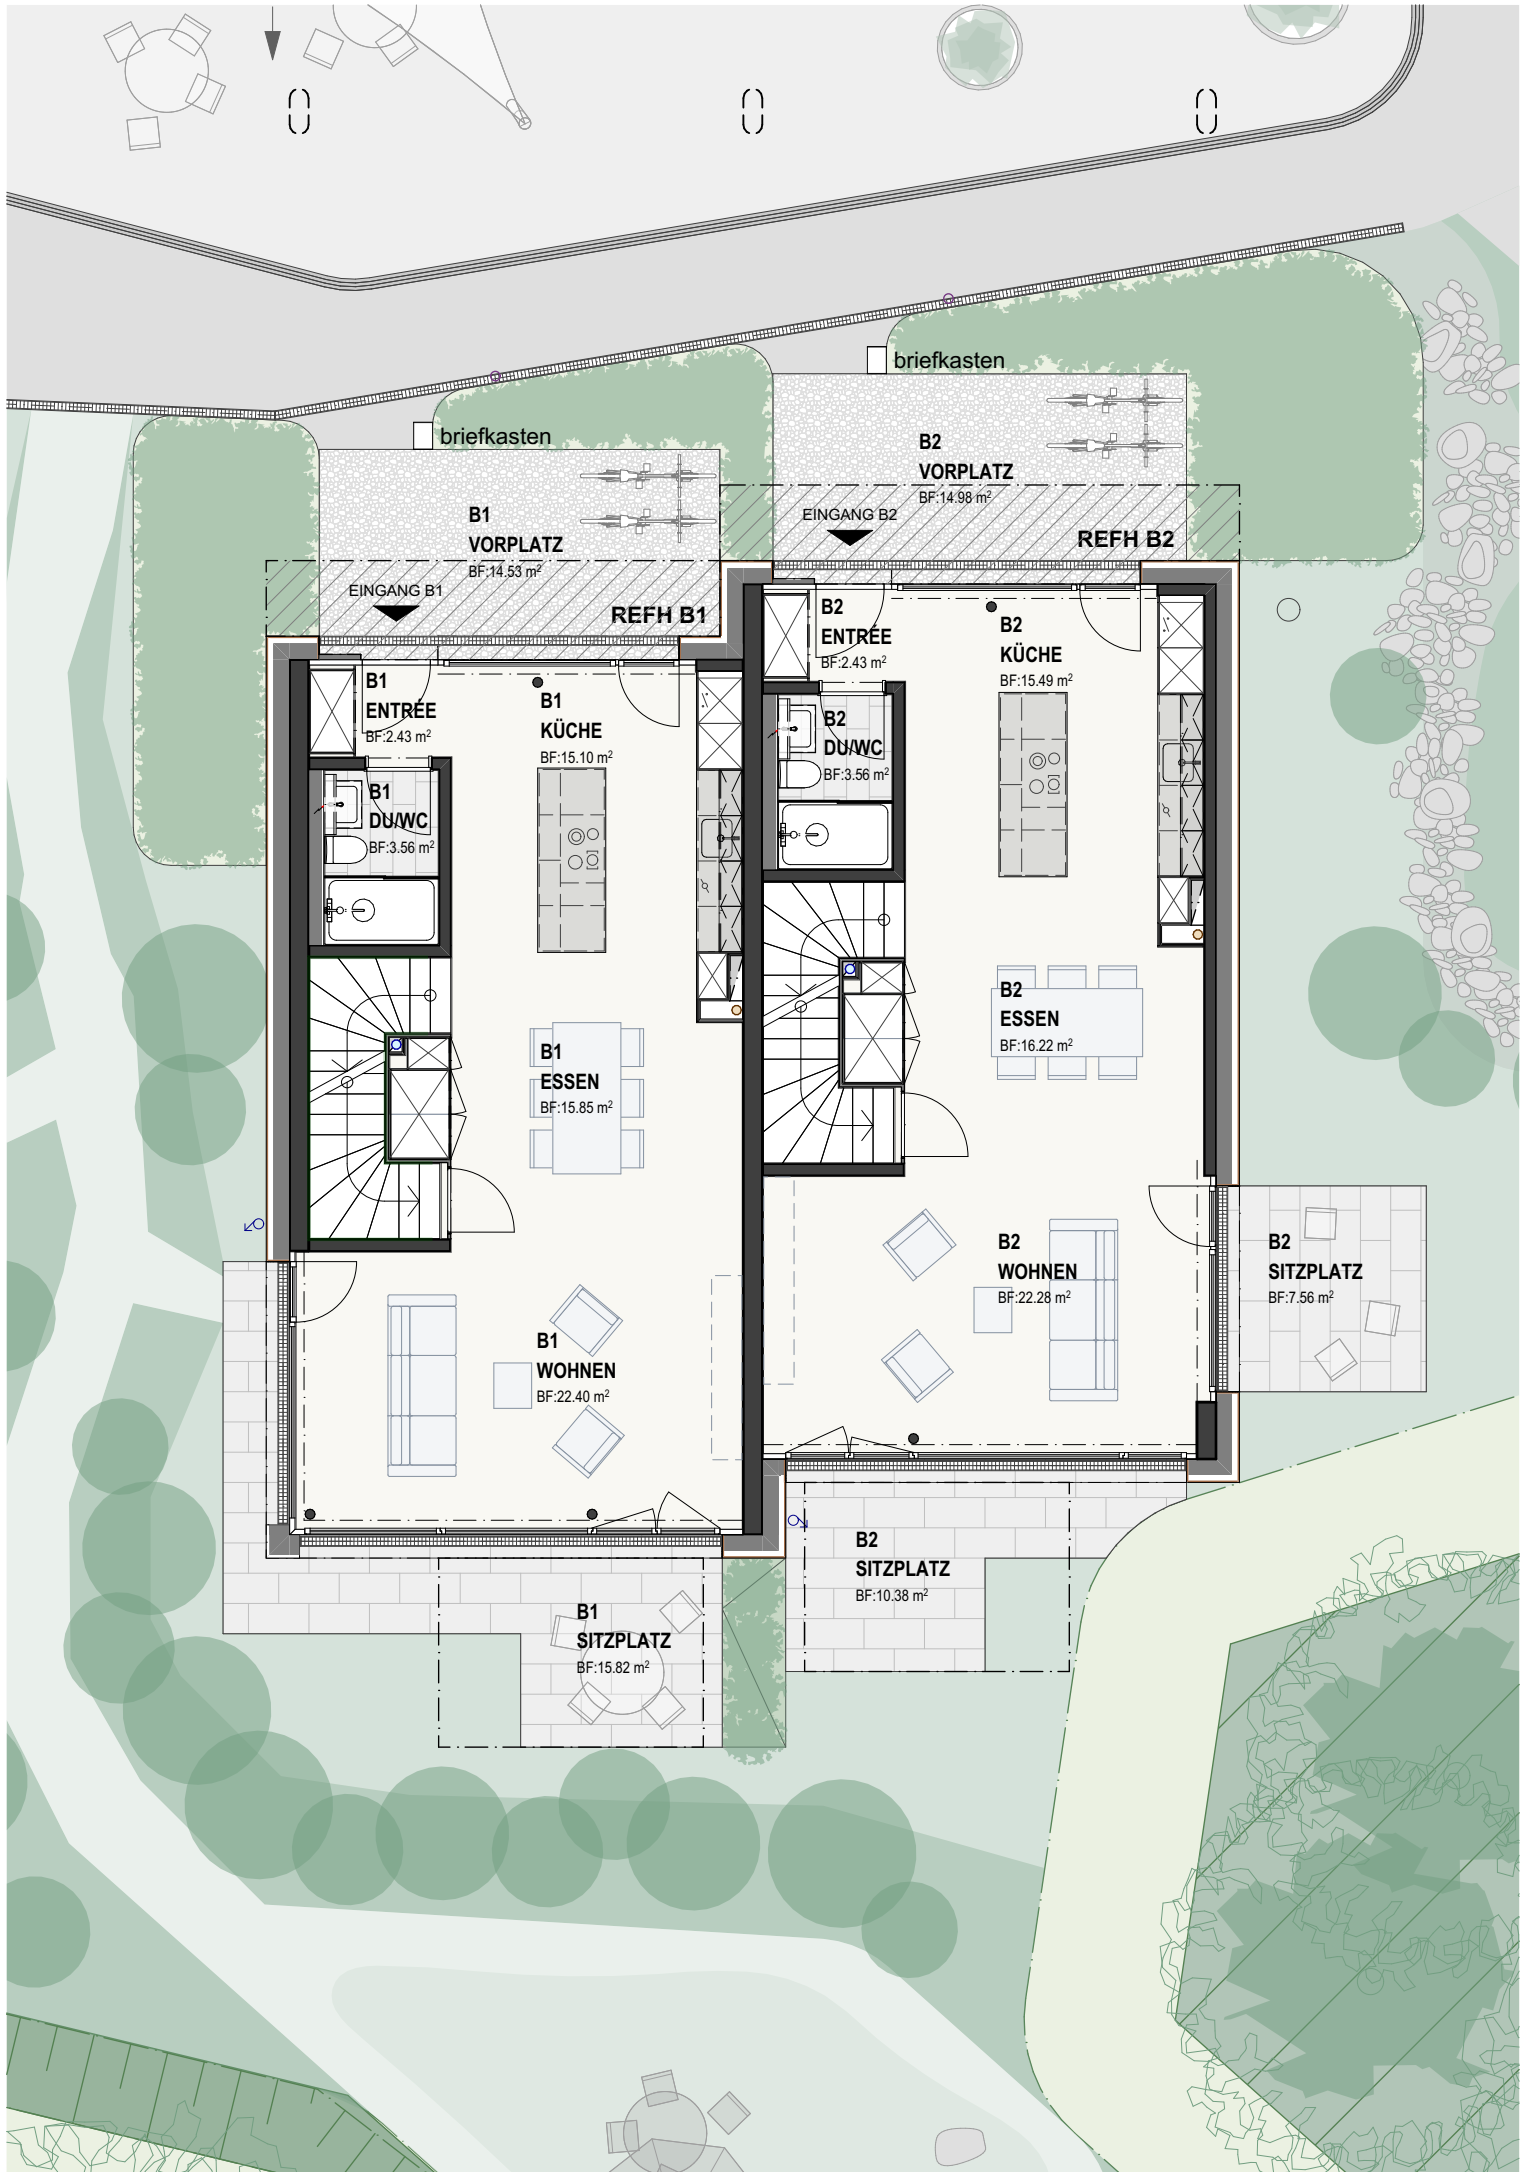 briefkasten
B2
VORPLATZ
BF:14.98 m²
EINGANG B2
REFH B2
briefkasten
B1
VORPLATZ
BF:14.53 m²
EINGANG B1
REFH B1
B2
ENTRÉE
BF:2.43 m²
B2
KÜCHE
BF:15.49 m²
B1
ENTRÉE
BF:2.43 m²
B1
KÜCHE
BF:15.10 m²
B2
DU/WC
BF:3.56 m²
B1
DU/WC
BF:3.56 m²
B2
ESSEN
BF:16.22 m²
B1
ESSEN
BF:15.85 m²
B2
WOHNEN
BF:22.28 m²
B2
SITZPLATZ
BF:7.56 m²
B1
WOHNEN
BF:22.40 m²
B2
SITZPLATZ
BF:10.38 m²
B1
SITZPLATZ
BF:15.82 m²